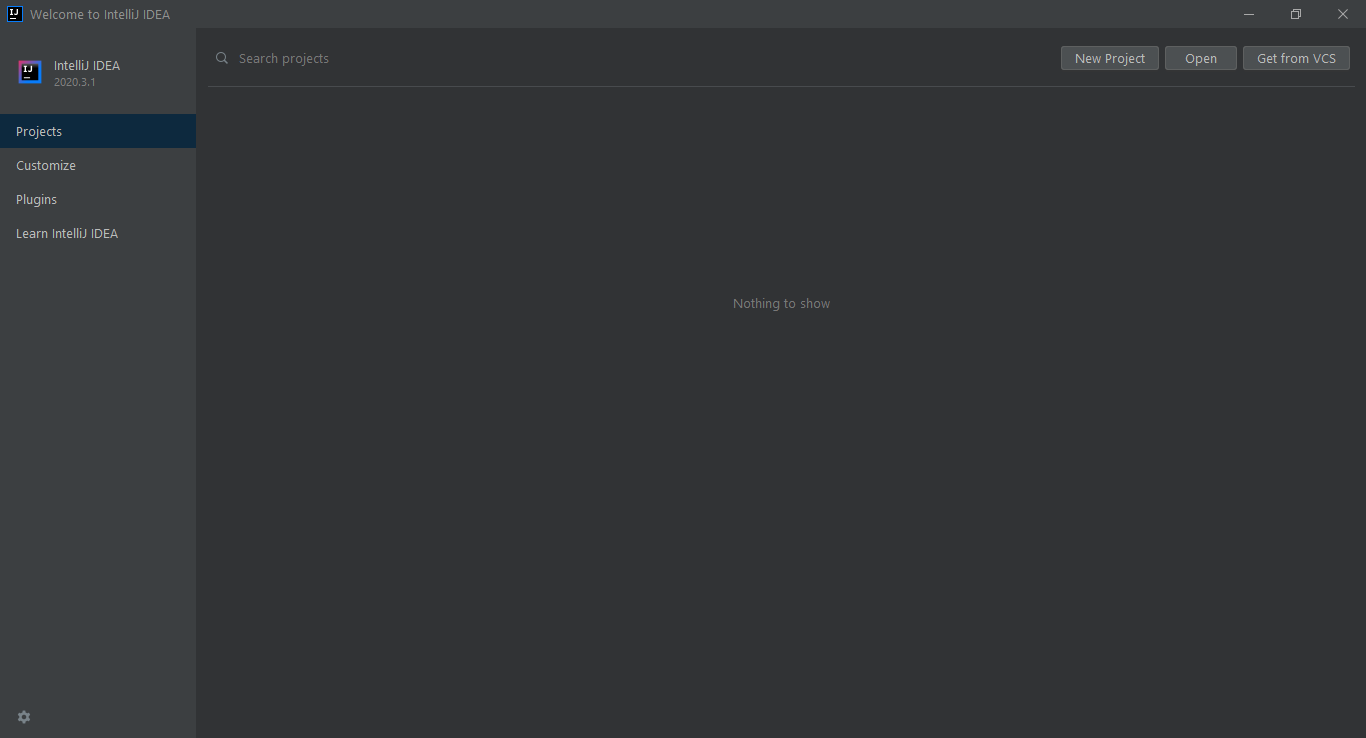 Welcome to IntelliJ IDEA
IntelliJ IDEA
2020.3.1
Search projects
New Project
Open
Get from VCS
Projects
Customize
Plugins
Learn IntelliJ IDEA
Nothing to show